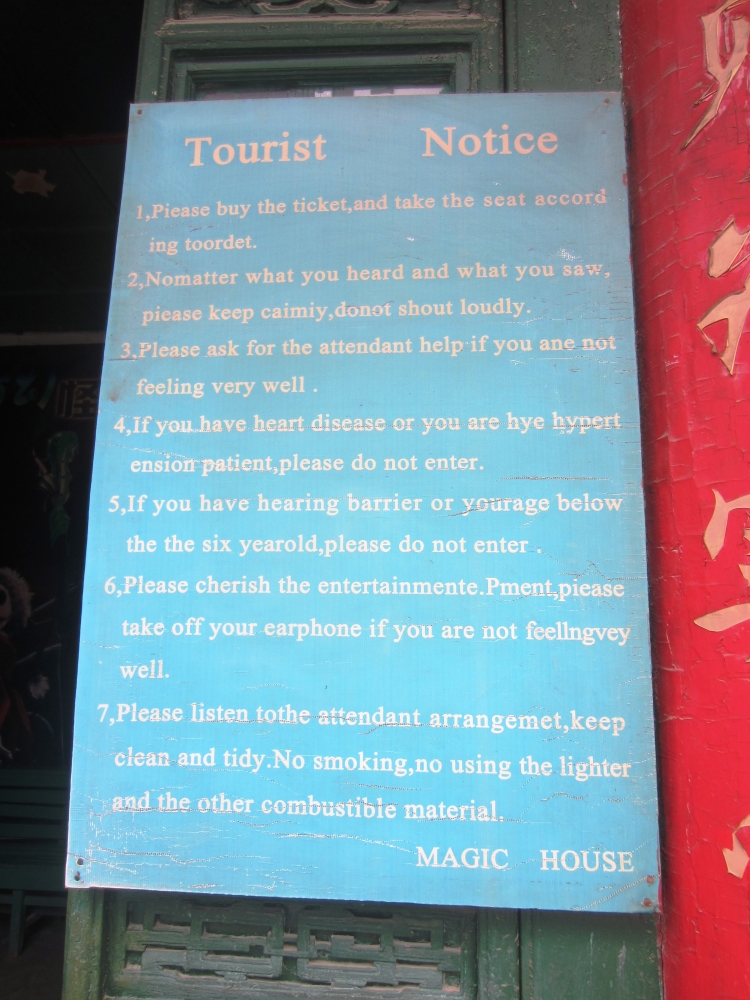 Tourist Notice
1,Piease buy the ticket,and take the seat accord
ing toordet.
2,Nomatter what you heard and what you saw,
piease keep caimiy,donot shout loudly.
3,Please ask for the attendant help if you ane not
feeling very well .
4,If you have heart disease or you are hye hypert
ension patient,please do not enter.
5,If you have hearing barrier or yourage below
the the six yearold,please do not enter .
6,Please cherish the entertainmente.Pment,piease
take off your earphone if you are not feellngvey
well.
7,Please listen tothe attendant arrangemet,keep
clean and tidy.No smoking,no using the lighter
and the other combustible material.
MAGIC HOUSE